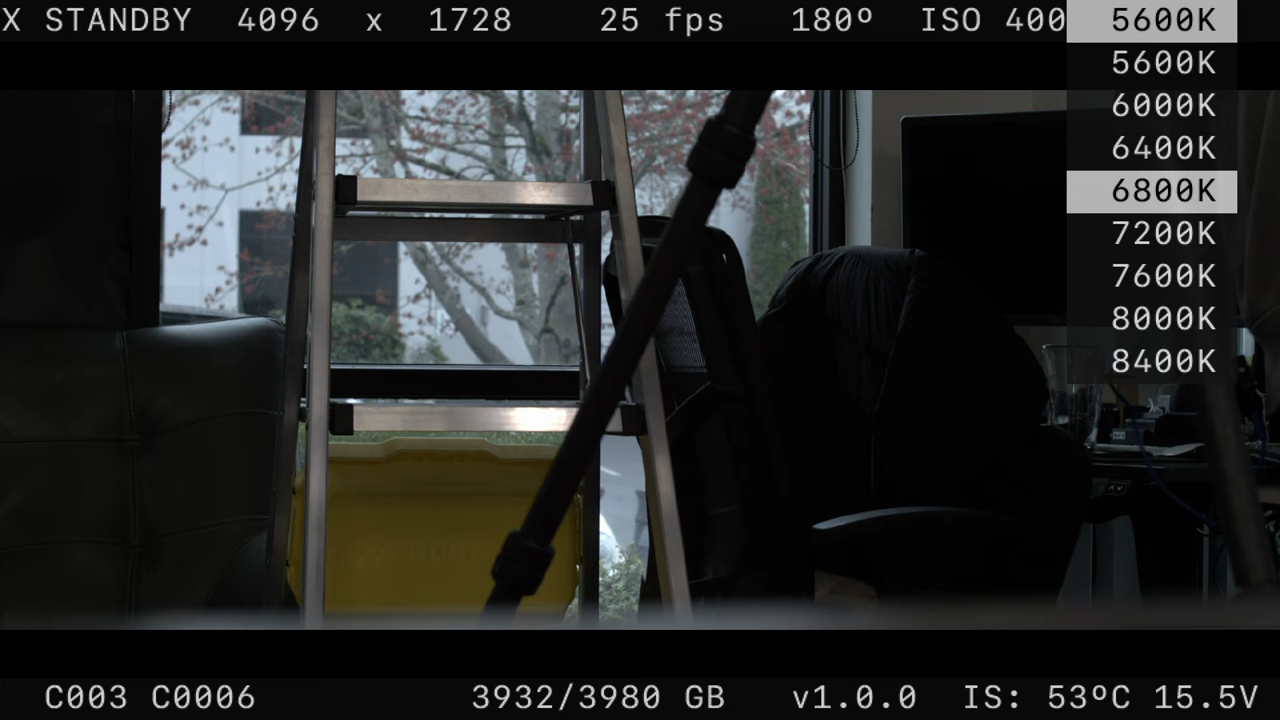 X STANDBY 4096 x 1728 25 fps 180º ISO 400 5600K
5600K
6000K
6400K
6800K
7200K
7600K
8000K
8400K
C003 C0006 3932/3980 GB v1.0.0 IS: 53ºC 15.5V